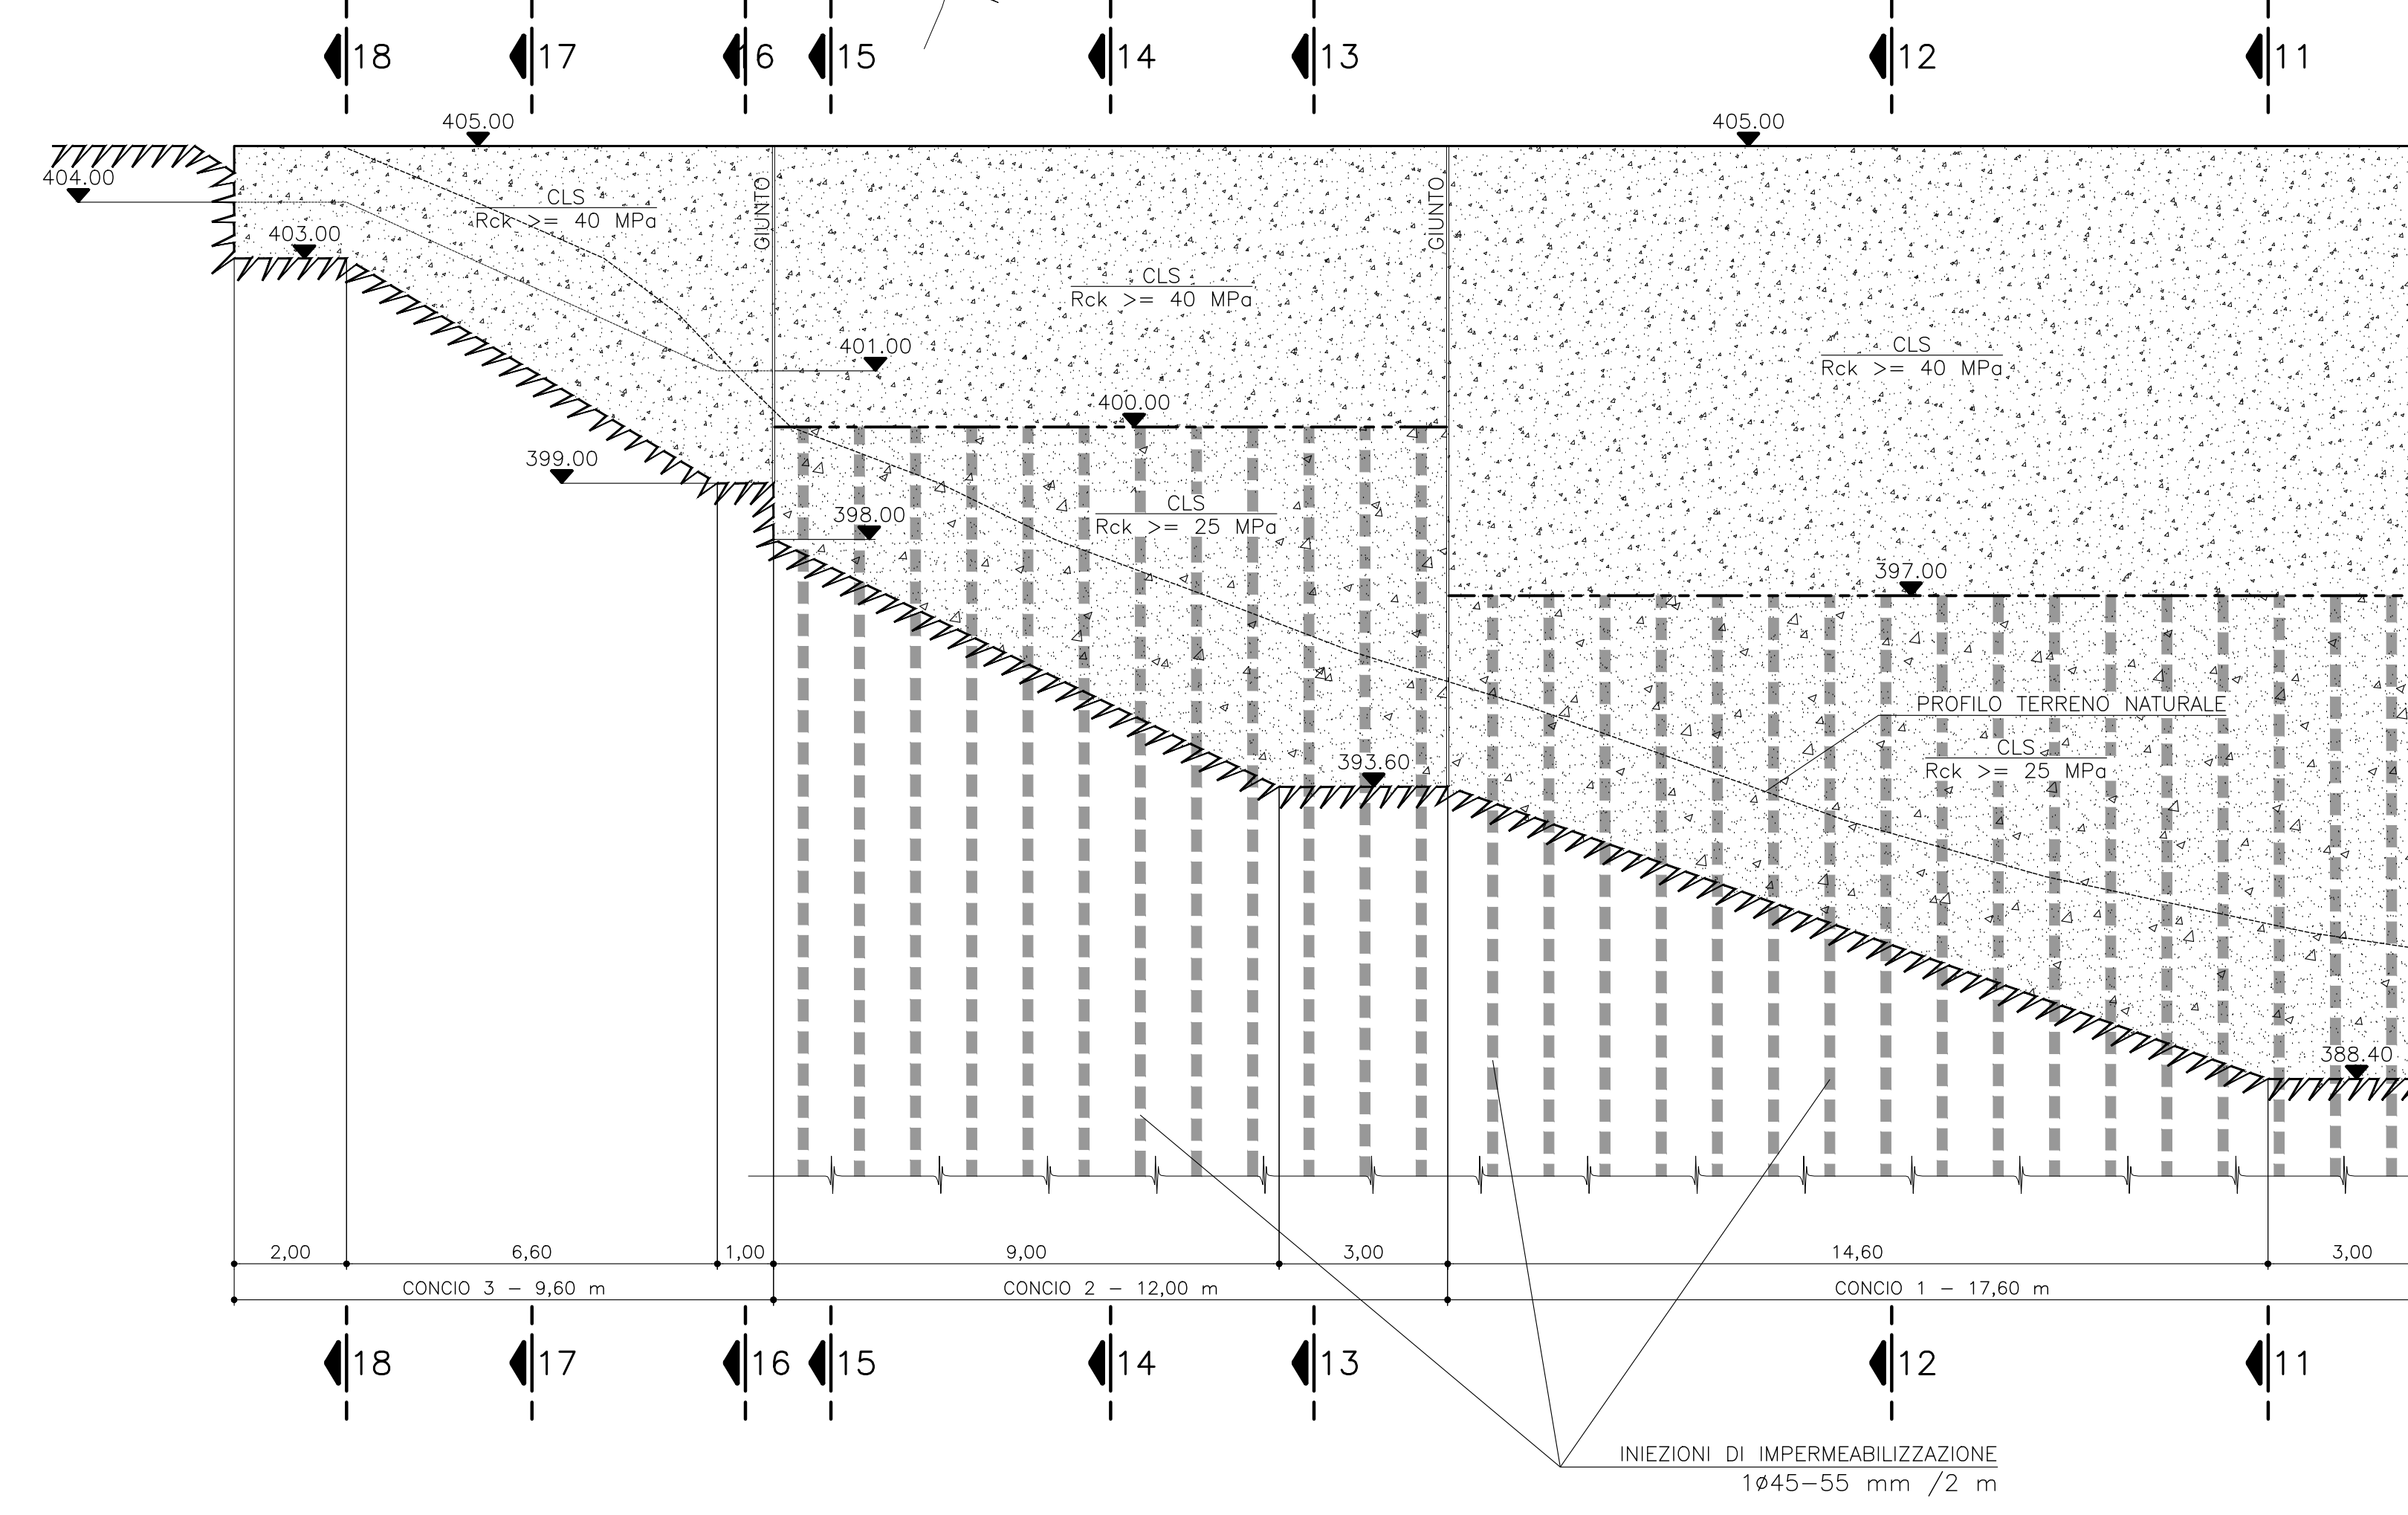 18 17 16 15 14 13 12 11
405.00 405.00
404.00
CLS
Rck >= 40 MPa
GIUNTO
GIUNTO
403.00
CLS
Rck >= 40 MPa
401.00
CLS
Rck >= 40 MPa
400.00
399.00
CLS
Rck >= 25 MPa
398.00
397.00
PROFILO TERRENO NATURALE
CLS
Rck >= 25 MPa
393.60
388.40
2,00 6,60 1,00 9,00 3,00 14,60 3,00
CONCIO 3 - 9,60 m CONCIO 2 - 12,00 m CONCIO 1 - 17,60 m
18 17 16 15 14 13 12 11
INIEZIONI DI IMPERMEABILIZZAZIONE
1ø45-55 mm /2 m